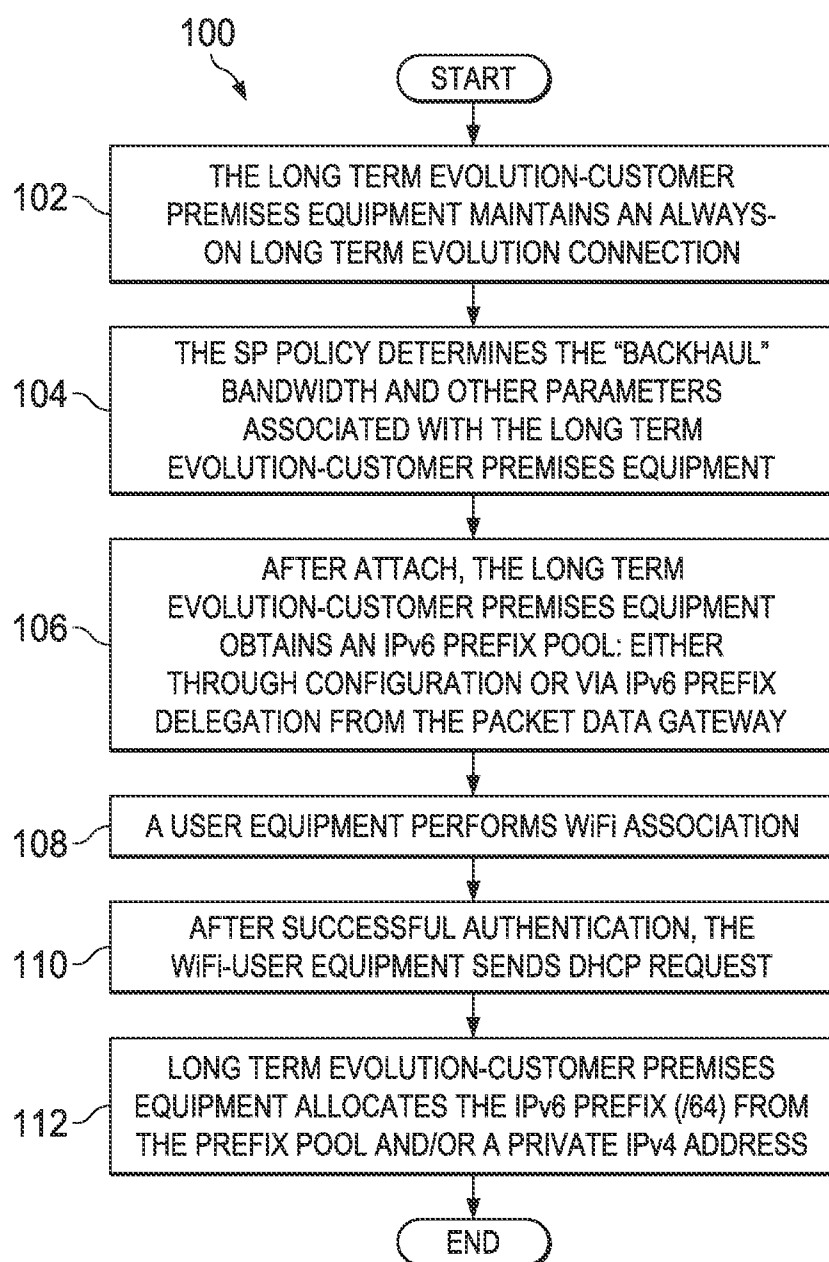 100
START
102
THE LONG TERM EVOLUTION-CUSTOMER
PREMISES EQUIPMENT MAINTAINS AN ALWAYS-
ON LONG TERM EVOLUTION CONNECTION
104
THE SP POLICY DETERMINES THE “BACKHAUL”
BANDWIDTH AND OTHER PARAMETERS
ASSOCIATED WITH THE LONG TERM
EVOLUTION-CUSTOMER PREMISES EQUIPMENT
106
AFTER ATTACH, THE LONG TERM
EVOLUTION-CUSTOMER PREMISES EQUIPMENT
OBTAINS AN IPv6 PREFIX POOL: EITHER
THROUGH CONFIGURATION OR VIA IPv6 PREFIX
DELEGATION FROM THE PACKET DATA GATEWAY
108
A USER EQUIPMENT PERFORMS WiFi ASSOCIATION
110
AFTER SUCCESSFUL AUTHENTICATION, THE
WiFi-USER EQUIPMENT SENDS DHCP REQUEST
112
LONG TERM EVOLUTION-CUSTOMER PREMISES
EQUIPMENT ALLOCATES THE IPv6 PREFIX (/64) FROM
THE PREFIX POOL AND/OR A PRIVATE IPv4 ADDRESS
END